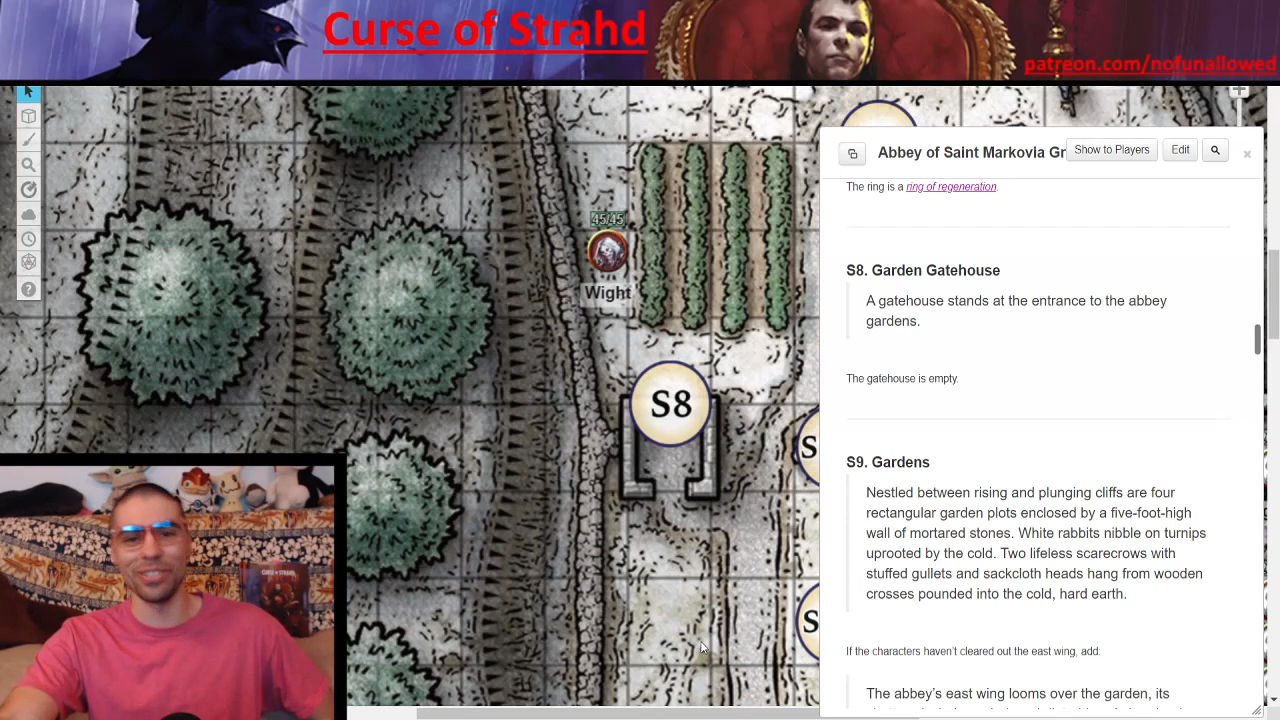 Curse of Strahd
patreon.com/nofunallowed
45/45
Wight
S8
S
S
Abbey of Saint Markovia Gr
Show to Players
Edit
The ring is a ring of regeneration.
S8. Garden Gatehouse
A gatehouse stands at the entrance to the abbey
gardens.
The gatehouse is empty.
S9. Gardens
Nestled between rising and plunging cliffs are four
rectangular garden plots enclosed by a five-foot-high
wall of mortared stones. White rabbits nibble on turnips
uprooted by the cold. Two lifeless scarecrows with
stuffed gullets and sackcloth heads hang from wooden
crosses pounded into the cold, hard earth.
If the characters haven't cleared out the east wing, add:
The abbey's east wing looms over the garden, its
CURSE OF STRAHD